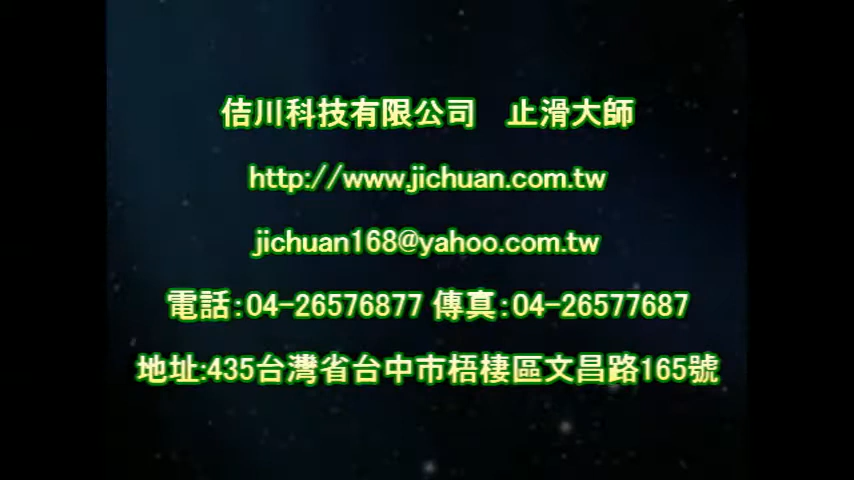 佶川科技有限公司　止滑大師
http://www.jichuan.com.tw
jichuan168@yahoo.com.tw
電話:04-26576877 傳真:04-26577687
地址:435台灣省台中市梧棲區文昌路165號